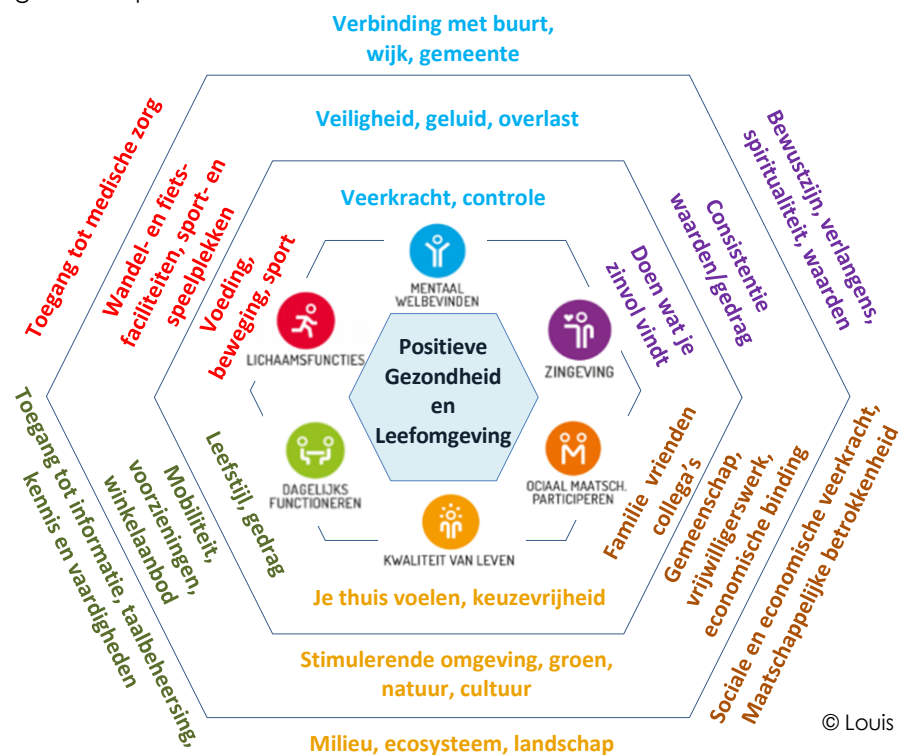 Verbinding met buurt,
wijk, gemeente
Veiligheid, geluid, overlast
Veerkracht, controle
MENTAAL
WELBEVINDEN
Toegang tot medische zorg
Wandel- en fiets-
faciliteiten, sport- en
speelplekken
Voeding,
beweging, sport
LICHAAMSFUNCTIES
Bewustzijn, verlangens,
spiritualiteit, waarden
Consistentie
waarden/gedrag
Doen wat je
zinvol vindt
ZINGEVING
Positieve
Gezondheid
en
Leefomgeving
Toegang tot informatie, taalbeheersing,
kennis en vaardigheden
Mobiliteit,
voorzieningen,
winkelaanbod
Leefstijl, gedrag
DAGELIJKS
FUNCTIONEREN
OCIAAL MAATSCH.
PARTICIPEREN
Familie vrienden
collega's
Gemeenschap,
vrijwilligerswerk,
economische binding
Sociale en economische veerkracht,
Maatschappelijke betrokkenheid
KWALITEIT VAN LEVEN
Je thuis voelen, keuzevrijheid
Stimulerende omgeving, groen,
natuur, cultuur
Milieu, ecosysteem, landschap
© Louis